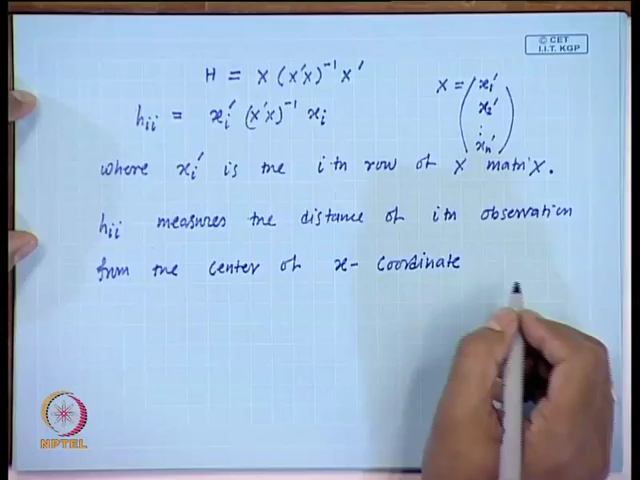 © CET
I.I.T. KGP
H = X (X'X)⁻¹ X'
X = ( x₁'
x₂'
⋮
xₙ' )
hᵢᵢ = xᵢ' (X'X)⁻¹ xᵢ
where xᵢ' is the i th row of X matrix.
hᵢᵢ measures the distance of ith observation
from the center of x- coordinate
NPTEL